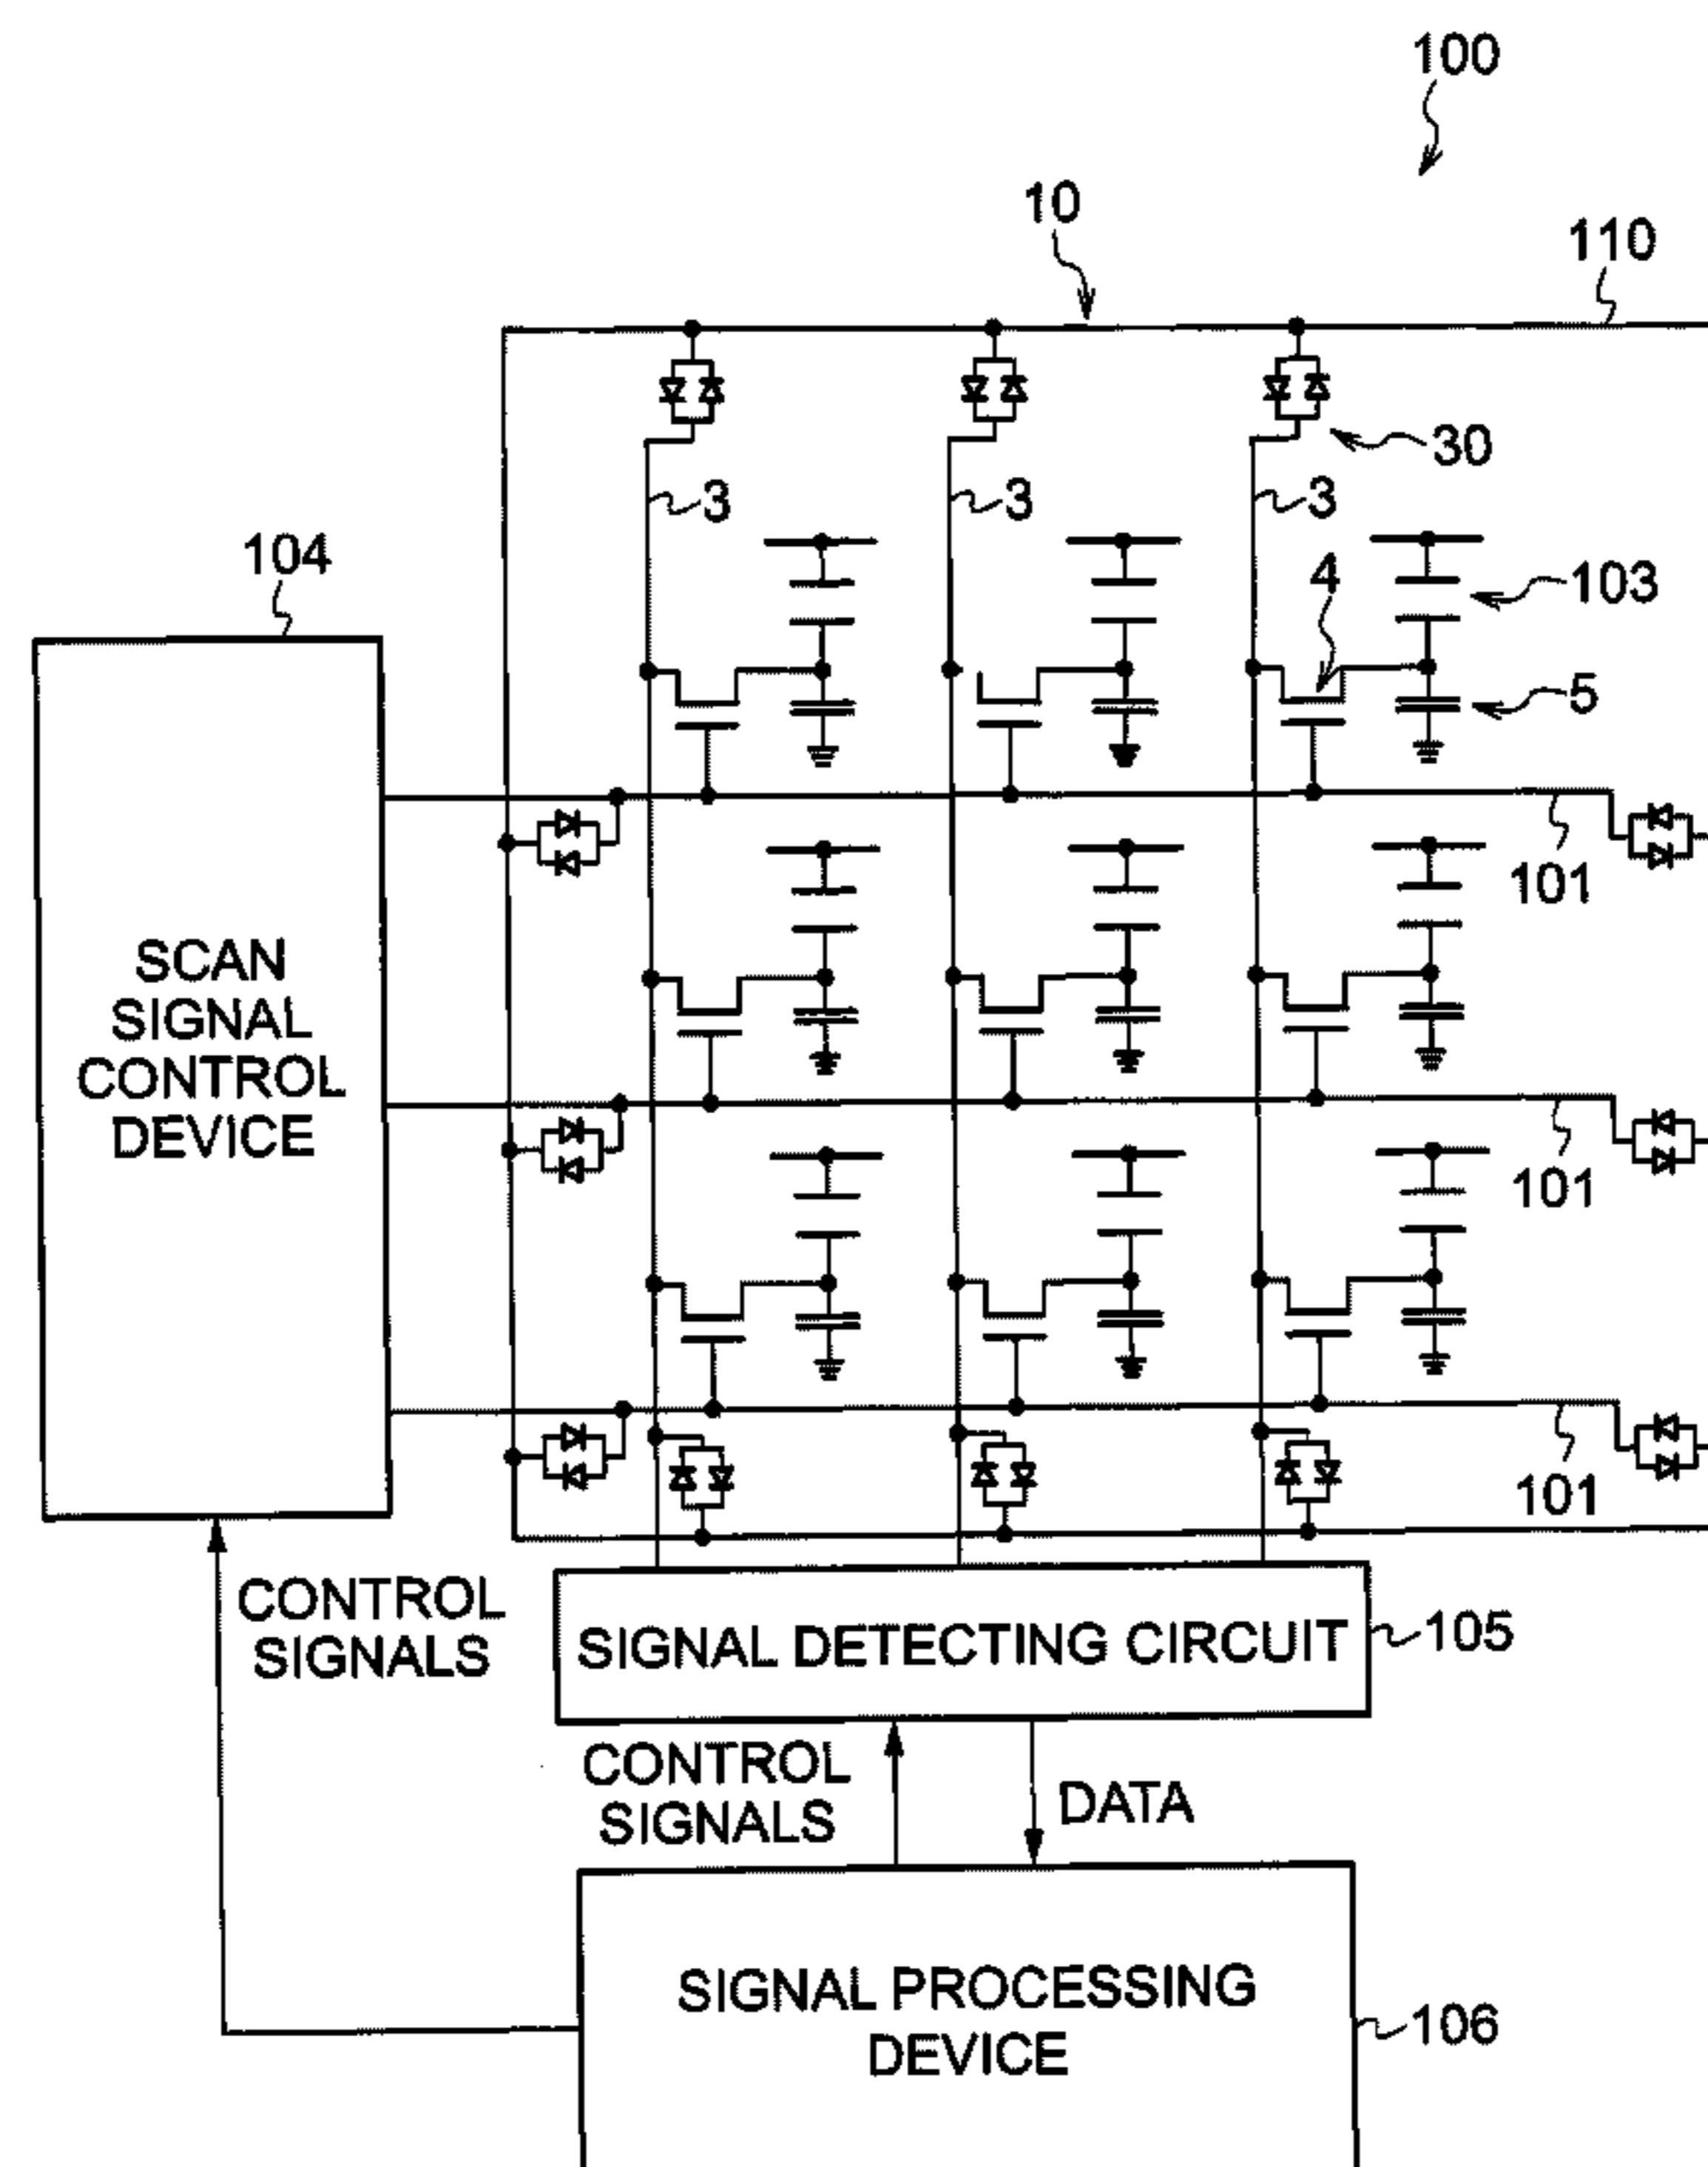 100
10
110
30
3
3
3
104
4
103
5
101
SCAN
SIGNAL
CONTROL
DEVICE
101
101
CONTROL
SIGNALS
SIGNAL DETECTING CIRCUIT
105
CONTROL
SIGNALS
DATA
SIGNAL PROCESSING
DEVICE
106